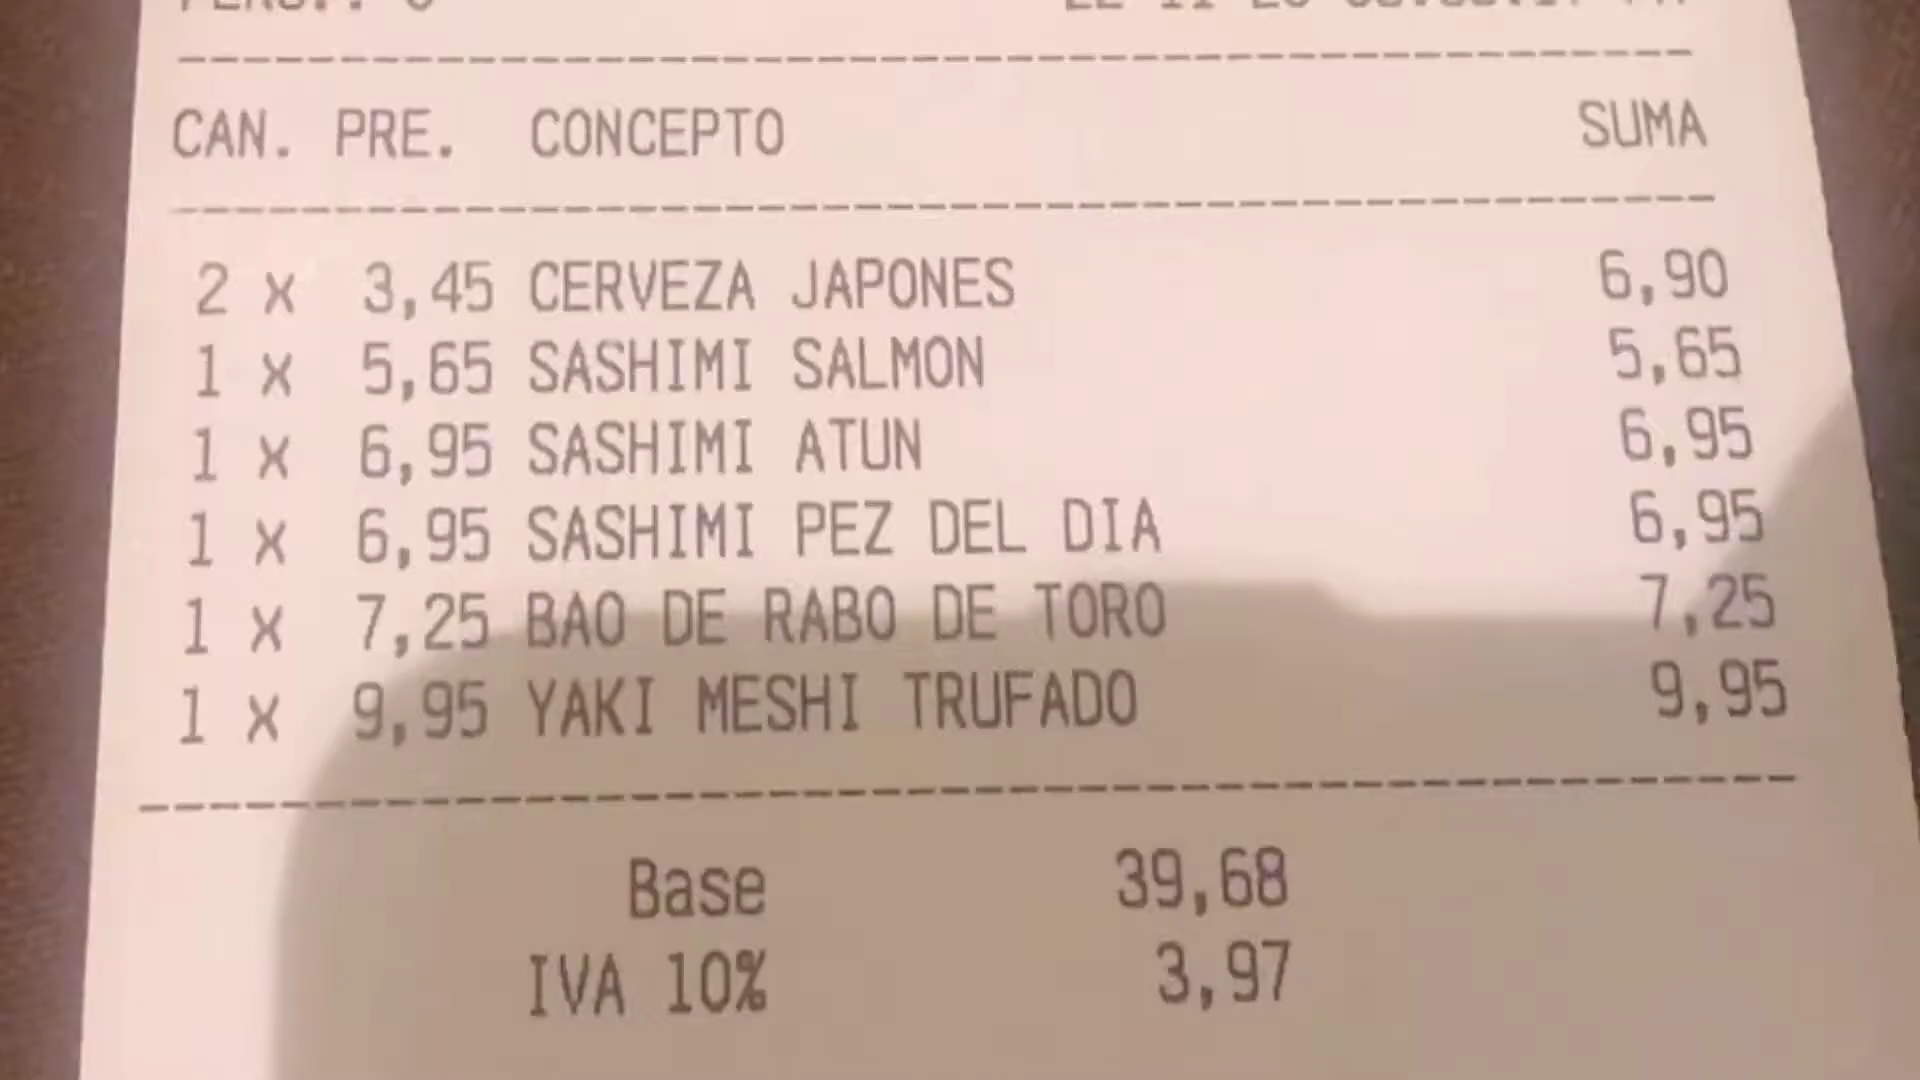 CAN. PRE. CONCEPTO SUMA
2 x 3,45 CERVEZA JAPONES 6,90
1 x 5,65 SASHIMI SALMON 5,65
1 x 6,95 SASHIMI ATUN 6,95
1 x 6,95 SASHIMI PEZ DEL DIA 6,95
1 x 7,25 BAO DE RABO DE TORO 7,25
1 x 9,95 YAKI MESHI TRUFADO 9,95
Base 39,68
IVA 10% 3,97